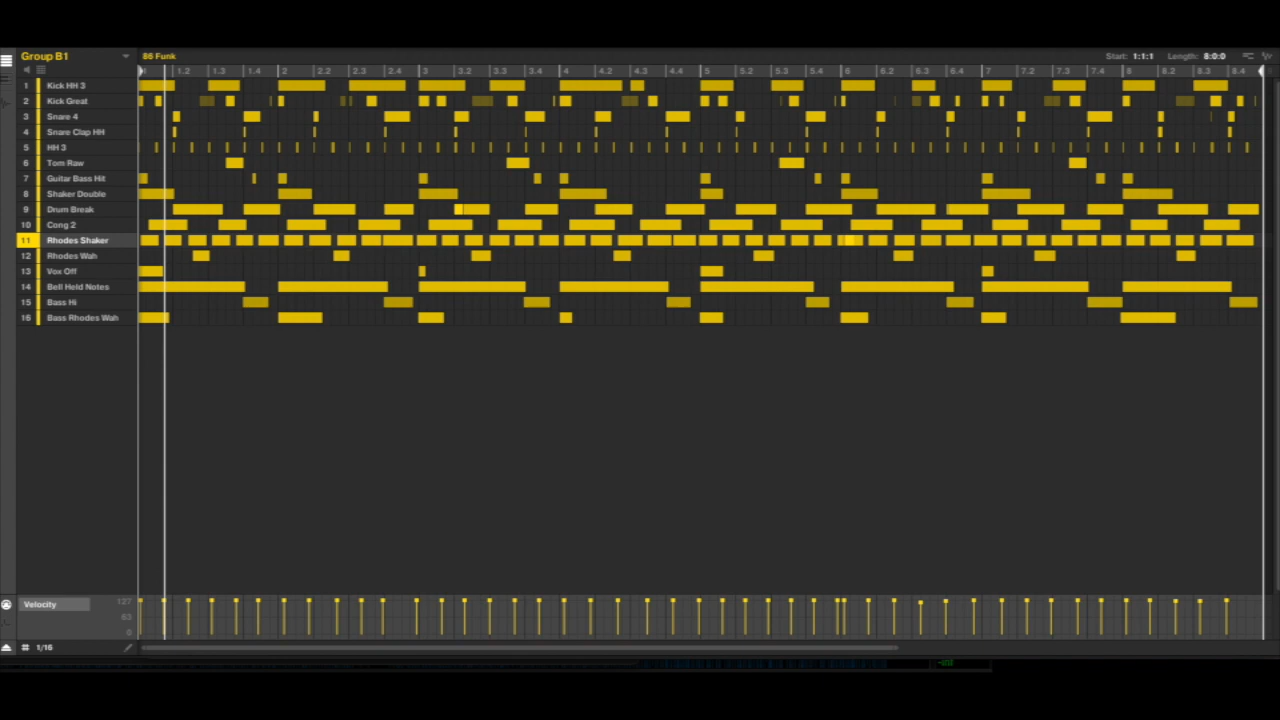 Group B1 86 Funk Start: 1:1:1 Length: 8:0:0
1.2 1.3 1.4 2 2.2 2.3 2.4 3 3.2 3.3 3.4 4 4.2 4.3 4.4 5 5.2 5.3 5.4 6 6.2 6.3 6.4 7 7.2 7.3 7.4 8 8.2 8.3 8.4
1 Kick HH 3
2 Kick Great
3 Snare 4
4 Snare Clap HH
5 HH 3
6 Tom Raw
7 Guitar Bass Hit
8 Shaker Double
9 Drum Break
10 Cong 2
11 Rhodes Shaker
12 Rhodes Wah
13 Vox Off
14 Bell Held Notes
15 Bass Hi
16 Bass Rhodes Wah
Velocity 127
63
0
1/16
-inf